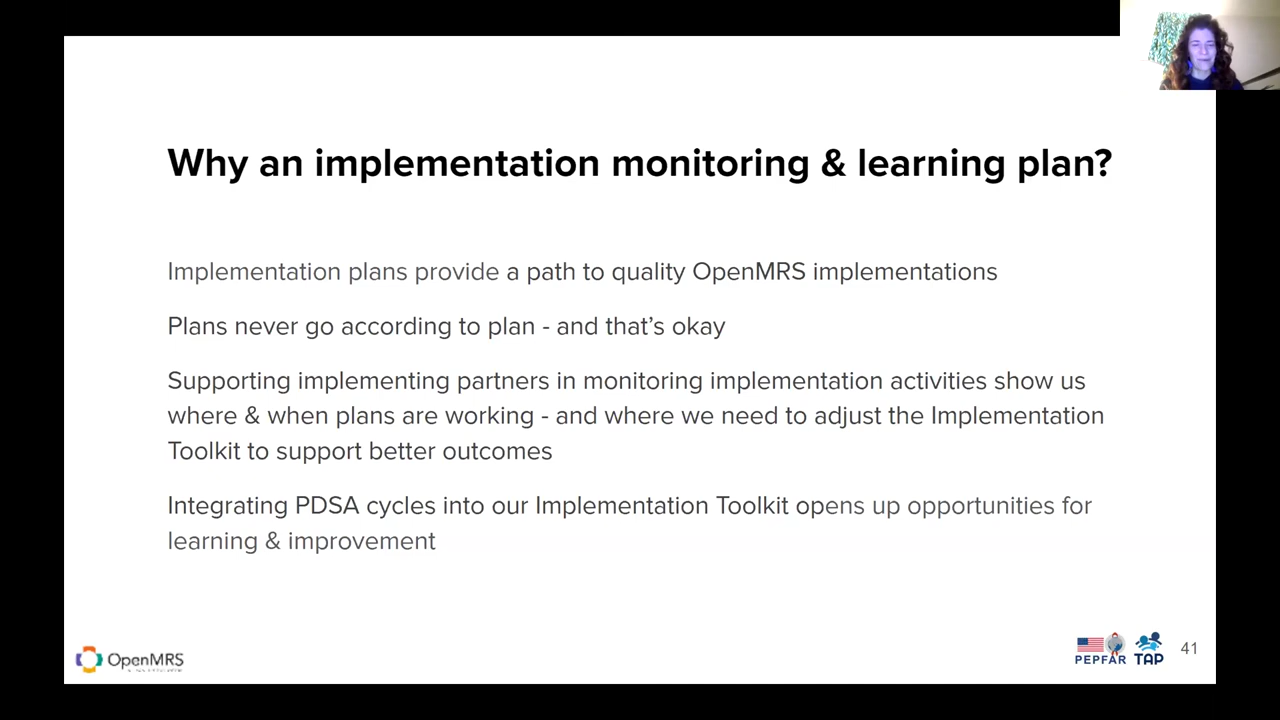 Why an implementation monitoring & learning plan?
Implementation plans provide a path to quality OpenMRS implementations
Plans never go according to plan - and that's okay
Supporting implementing partners in monitoring implementation activities show us
where & when plans are working - and where we need to adjust the Implementation
Toolkit to support better outcomes
Integrating PDSA cycles into our Implementation Toolkit opens up opportunities for
learning & improvement
OpenMRS
PEPFAR
TAP
41